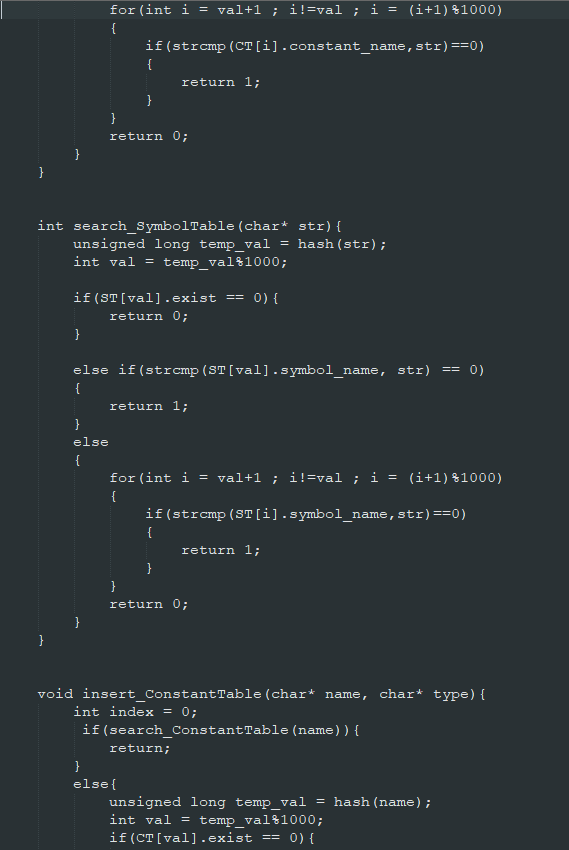 for(int i = val+1 ; i!=val ; i = (i+1)%1000)
{
if(strcmp(CT[i].constant_name,str)==0)
{
return 1;
}
}
return 0;
}
}
int search_SymbolTable(char* str){
unsigned long temp_val = hash(str);
int val = temp_val%1000;
if(ST[val].exist == 0){
return 0;
}
else if(strcmp(ST[val].symbol_name, str) == 0)
{
return 1;
}
else
{
for(int i = val+1 ; i!=val ; i = (i+1)%1000)
{
if(strcmp(ST[i].symbol_name,str)==0)
{
return 1;
}
}
return 0;
}
}
void insert_ConstantTable(char* name, char* type){
int index = 0;
if(search_ConstantTable(name)){
return;
}
else{
unsigned long temp_val = hash(name);
int val = temp_val%1000;
if(CT[val].exist == 0){